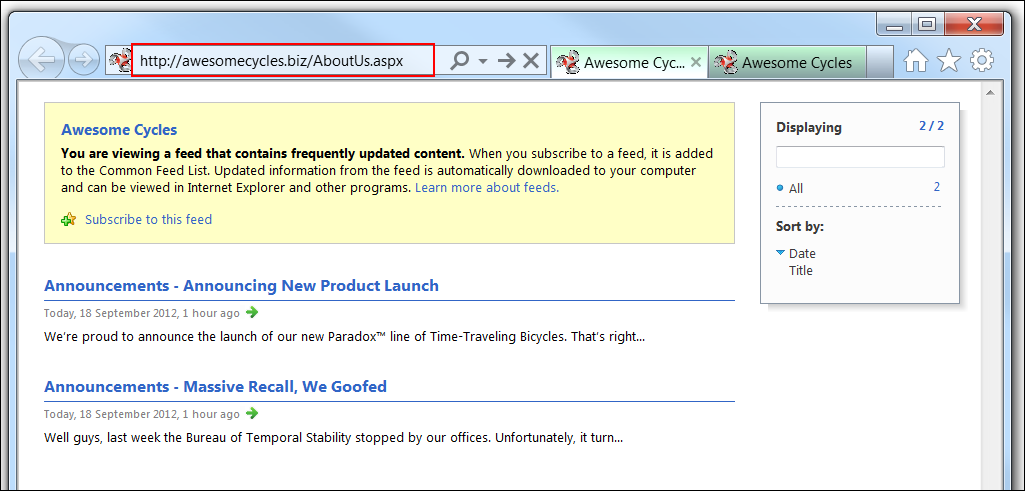 http://awesomecycles.biz/AboutUs.aspx
Awesome Cyc...
Awesome Cycles
Awesome Cycles
You are viewing a feed that contains frequently updated content. When you subscribe to a feed, it is added
to the Common Feed List. Updated information from the feed is automatically downloaded to your computer
and can be viewed in Internet Explorer and other programs. Learn more about feeds.
Subscribe to this feed
Displaying 2 / 2
All 2
Sort by:
Date
Title
Announcements - Announcing New Product Launch
Today, 18 September 2012, 1 hour ago
We're proud to announce the launch of our new Paradox™ line of Time-Traveling Bicycles. That's right...
Announcements - Massive Recall, We Goofed
Today, 18 September 2012, 1 hour ago
Well guys, last week the Bureau of Temporal Stability stopped by our offices. Unfortunately, it turn...